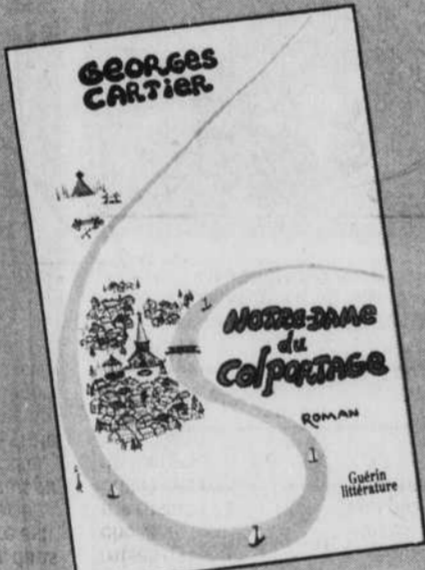 GEORGES
CARTIER
NOTRE-DAME
du
COLPORTAGE
ROMAN
Guérin
littérature